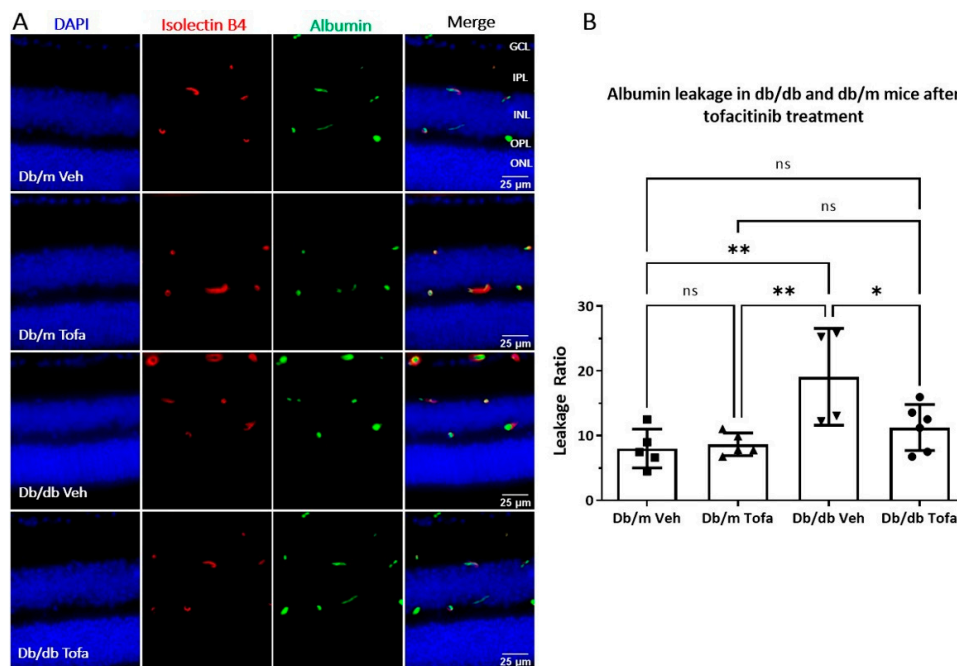 A
DAPI
Isolectin B4
Albumin
Merge
GCL
IPL
INL
OPL
ONL
Db/m Veh
25 µm
Db/m Tofa
25 µm
Db/db Veh
25 µm
Db/db Tofa
25 µm
B
Albumin leakage in db/db and db/m mice after
tofacitinib treatment
ns
ns
**
ns
**
*
Leakage Ratio
30
20
10
0
Db/m Veh
Db/m Tofa
Db/db Veh
Db/db Tofa